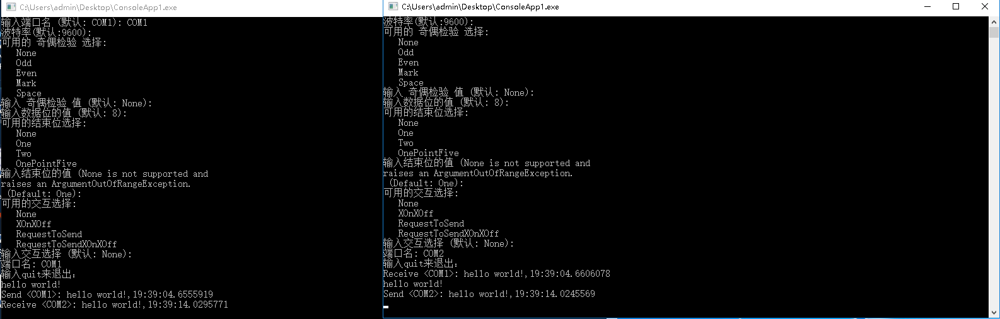 C:\Users\admin\Desktop\ConsoleApp1.exe
输入端口名 (默认: COM1): COM1
波特率(默认:9600):
可用的 奇偶检验 选择:
None
Odd
Even
Mark
Space
输入 奇偶检验 值 (默认: None):
输入数据位的值 (默认: 8):
可用的结束位选择:
None
One
Two
OnePointFive
输入结束位的值 (None is not supported and
raises an ArgumentOutOfRangeException.
(Default: One):
可用的交互选择:
None
XOnXOff
RequestToSend
RequestToSendXOnXOff
输入交互选择 (默认: None):
端口名: COM1
输入quit来退出:
hello world!
Send <COM1>: hello world!,19:39:04.6555919
Receive <COM2>: hello world!,19:39:14.0295771
C:\Users\admin\Desktop\ConsoleApp1.exe
波特率(默认:9600):
可用的 奇偶检验 选择:
None
Odd
Even
Mark
Space
输入 奇偶检验 值 (默认: None):
输入数据位的值 (默认: 8):
可用的结束位选择:
None
One
Two
OnePointFive
输入结束位的值 (None is not supported and
raises an ArgumentOutOfRangeException.
(Default: One):
可用的交互选择:
None
XOnXOff
RequestToSend
RequestToSendXOnXOff
输入交互选择 (默认: None):
端口名: COM2
输入quit来退出:
Receive <COM1>: hello world!,19:39:04.6606078
hello world!
Send <COM2>: hello world!,19:39:14.0245569